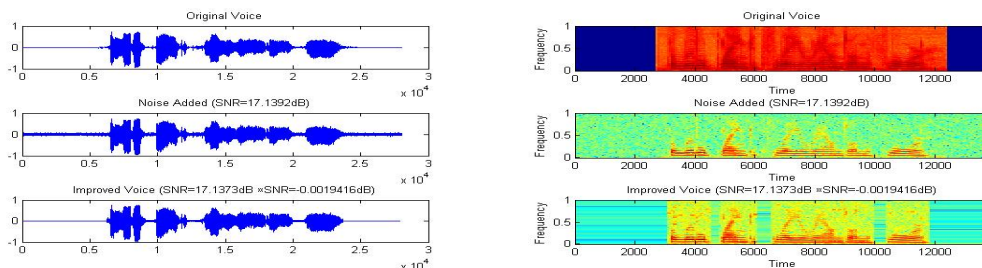 Original Voice
1
0
-1
0 0.5 1 1.5 2 2.5 3
x 10^4
Noise Added (SNR=17.1392dB)
1
0
-1
0 0.5 1 1.5 2 2.5 3
x 10^4
Improved Voice (SNR=17.1373dB ¤SNR=-0.0019416dB)
1
0
-1
0 0.5 1 1.5 2 2.5 3
x 10^4
Original Voice
Frequency
1
0.5
0
0 2000 4000 6000 8000 10000 12000
Time
Noise Added (SNR=17.1392dB)
Frequency
1
0.5
0
0 2000 4000 6000 8000 10000 12000
Time
Improved Voice (SNR=17.1373dB ¤SNR=-0.0019416dB)
Frequency
1
0.5
0
0 2000 4000 6000 8000 10000 12000
Time